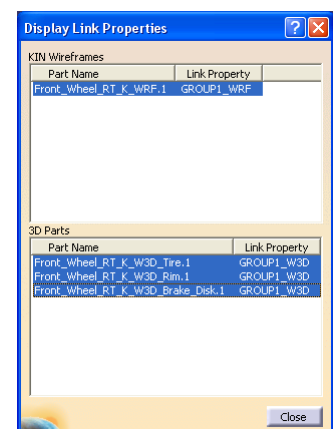 Display Link Properties
KIN Wireframes
Part Name Link Property
Front_Wheel_RT_K_WRF.1 GROUP1_WRF
3D Parts
Part Name Link Property
Front_Wheel_RT_K_W3D_Tire.1 GROUP1_W3D
Front_Wheel_RT_K_W3D_Rim.1 GROUP1_W3D
Front_Wheel_RT_K_W3D_Brake_Disk.1 GROUP1_W3D
Close